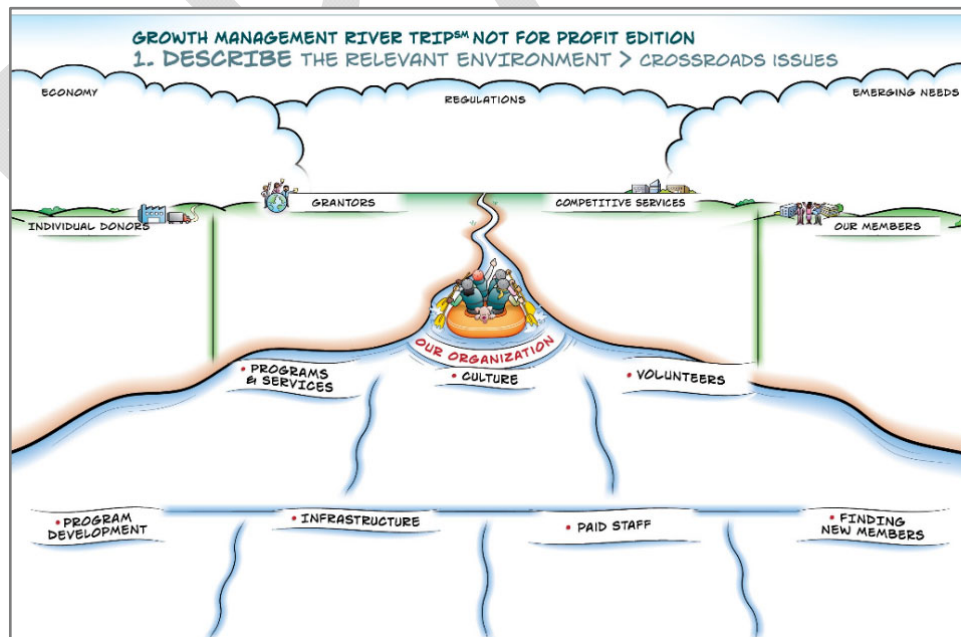 GROWTH MANAGEMENT RIVER TRIP℠ NOT FOR PROFIT EDITION
1. DESCRIBE THE RELEVANT ENVIRONMENT > CROSSROADS ISSUES
ECONOMY
REGULATIONS
EMERGING NEEDS
GRANTORS
COMPETITIVE SERVICES
INDIVIDUAL DONORS
OUR MEMBERS
OUR ORGANIZATION
• PROGRAMS
& SERVICES
• CULTURE
• VOLUNTEERS
• PROGRAM
DEVELOPMENT
• INFRASTRUCTURE
• PAID STAFF
• FINDING
NEW MEMBERS